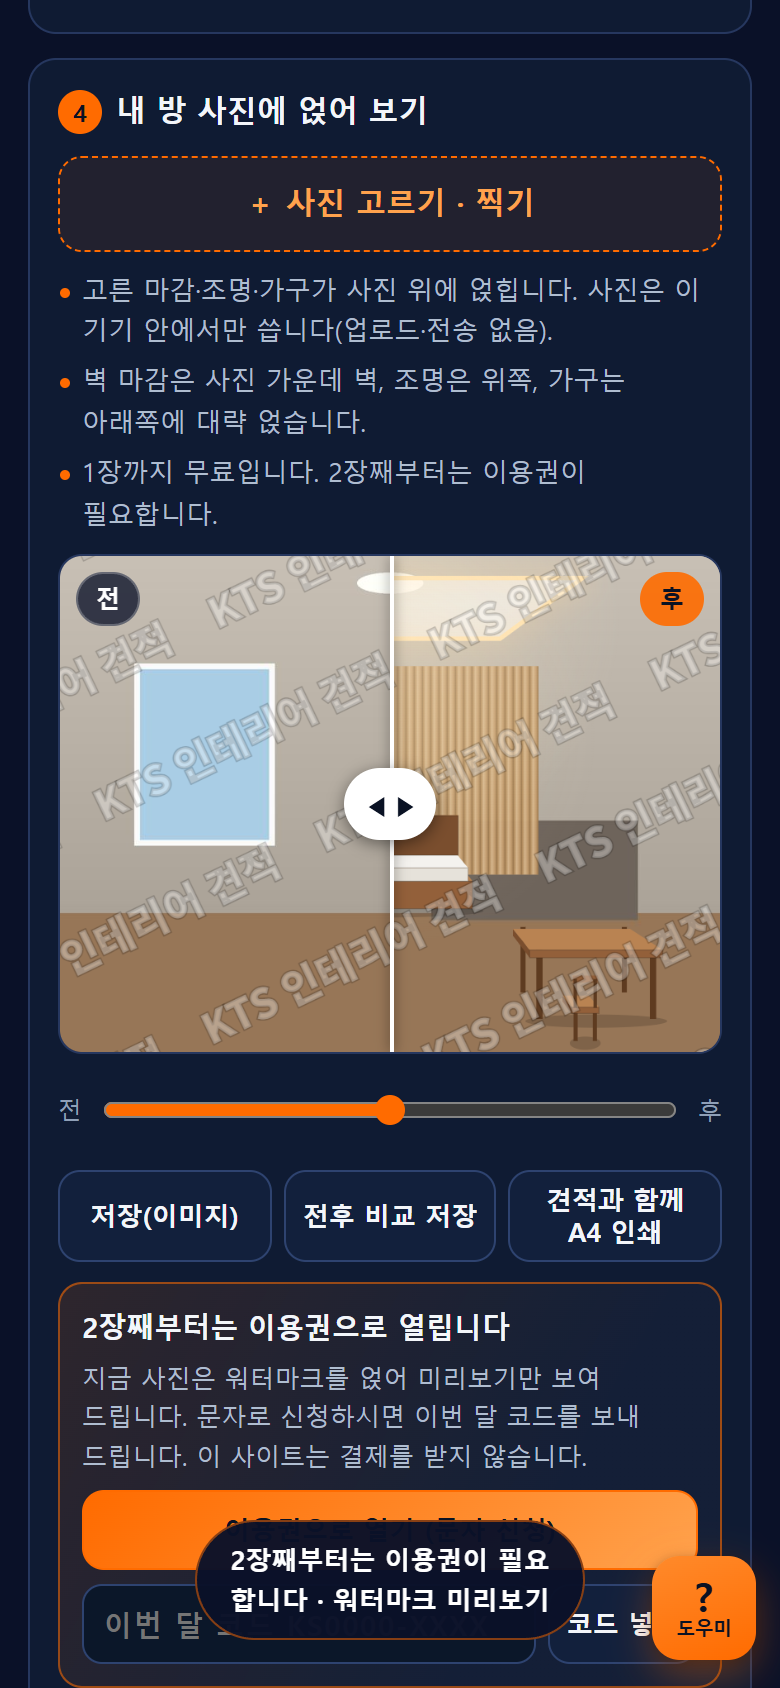 4 내 방 사진에 얹어 보기
+ 사진 고르기 · 찍기
고른 마감·조명·가구가 사진 위에 얹힙니다. 사진은 이
기기 안에서만 씁니다(업로드·전송 없음).
벽 마감은 사진 가운데 벽, 조명은 위쪽, 가구는
아래쪽에 대략 얹습니다.
1장까지 무료입니다. 2장째부터는 이용권이
필요합니다.
전 후
KTS 인테리어 견적
전 후
저장(이미지)
전후 비교 저장
견적과 함께
A4 인쇄
2장째부터는 이용권으로 열립니다
지금 사진은 워터마크를 얹어 미리보기만 보여
드립니다. 문자로 신청하시면 이번 달 코드를 보내
드립니다. 이 사이트는 결제를 받지 않습니다.
2장째부터는 이용권이 필요
합니다 · 워터마크 미리보기
이번 달
코드 넣
?
도우미